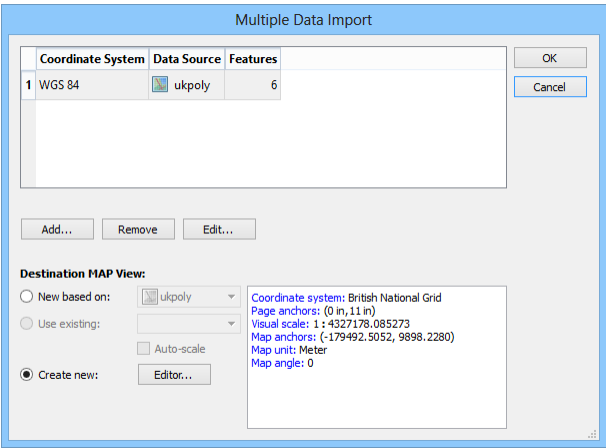 Multiple Data Import
Coordinate System Data Source Features
1 WGS 84 ukpoly 6
OK
Cancel
Add... Remove Edit...
Destination MAP View:
New based on: ukpoly
Use existing:
Auto-scale
Create new: Editor...
Coordinate system: British National Grid
Page anchors: (0 in,11 in)
Visual scale: 1 : 4327178.085273
Map anchors: (-179492.5052, 9898.2280)
Map unit: Meter
Map angle: 0